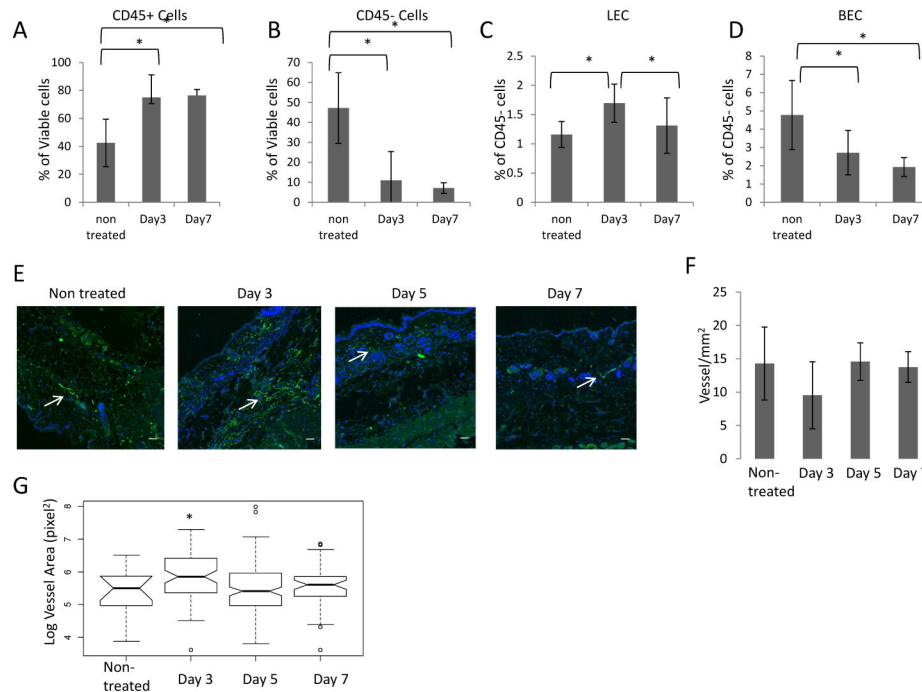 A
CD45+ Cells
*
*
% of Viable cells
100
80
60
40
20
0
non
treated
Day3
Day7
B
CD45- Cells
*
*
% of Viable cells
70
60
50
40
30
20
10
0
non
treated
Day3
Day7
C
LEC
*
*
% of CD45- cells
2.5
2
1.5
1
0.5
0
non
treated
Day3
Day7
D
BEC
*
*
% of CD45- cells
8
7
6
5
4
3
2
1
0
non
treated
Day3
Day7
E
Non treated
Day 3
Day 5
Day 7
F
Vessel/mm²
25
20
15
10
5
0
Non-
treated
Day 3
Day 5
Day
G
Log Vessel Area (pixel²)
8
7
6
5
4
*
Non-
treated
Day 3
Day 5
Day 7